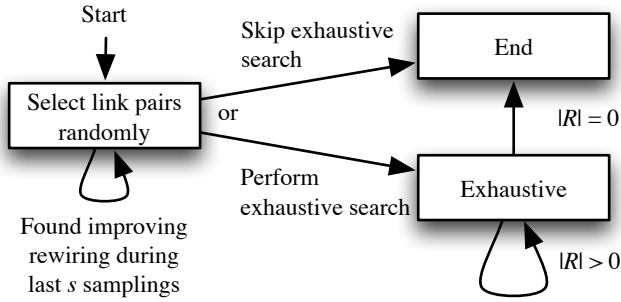 Start
Skip exhaustive
search
End
Select link pairs
randomly
or
|R| = 0
Perform
exhaustive search
Exhaustive
Found improving
rewiring during
last s samplings
|R| > 0